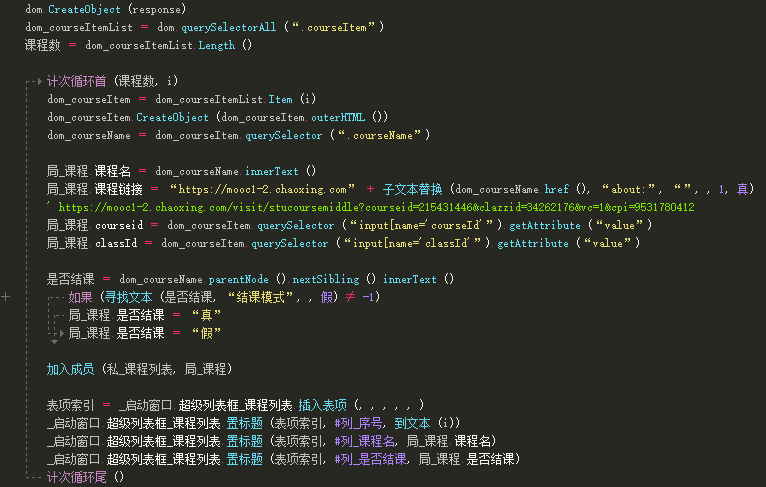 dom.CreateObject (response)
dom_courseItemList = dom.querySelectorAll (“.courseItem”)
课程数 = dom_courseItemList.Length ()
计次循环首 (课程数, i)
dom_courseItem = dom_courseItemList.Item (i)
dom_courseItem.CreateObject (dom_courseItem.outerHTML ())
dom_courseName = dom_courseItem.querySelector (“.courseName”)
局_课程.课程名 = dom_courseName.innerText ()
局_课程.课程链接 = “https://mooc1-2.chaoxing.com” + 子文本替换 (dom_courseName.href (), “about:”, “”, , 1, 真)
' https://mooc1-2.chaoxing.com/visit/stucoursemiddle?courseid=215431446&clazzid=34262176&vc=1&cpi=9531780412
局_课程.courseid = dom_courseItem.querySelector (“input[name='courseId'”).getAttribute (“value”)
局_课程.classId = dom_courseItem.querySelector (“input[name='classId'”).getAttribute (“value”)
是否结课 = dom_courseName.parentNode ().nextSibling ().innerText ()
如果 (寻找文本 (是否结课, “结课模式”, , 假) ≠ -1)
局_课程.是否结课 = “真”
局_课程.是否结课 = “假”
加入成员 (私_课程列表, 局_课程)
表项索引 = _启动窗口.超级列表框_课程列表.插入表项 (, , , , , )
_启动窗口.超级列表框_课程列表.置标题 (表项索引, #列_序号, 到文本 (i))
_启动窗口.超级列表框_课程列表.置标题 (表项索引, #列_课程名, 局_课程.课程名)
_启动窗口.超级列表框_课程列表.置标题 (表项索引, #列_是否结课, 局_课程.是否结课)
计次循环尾 ()